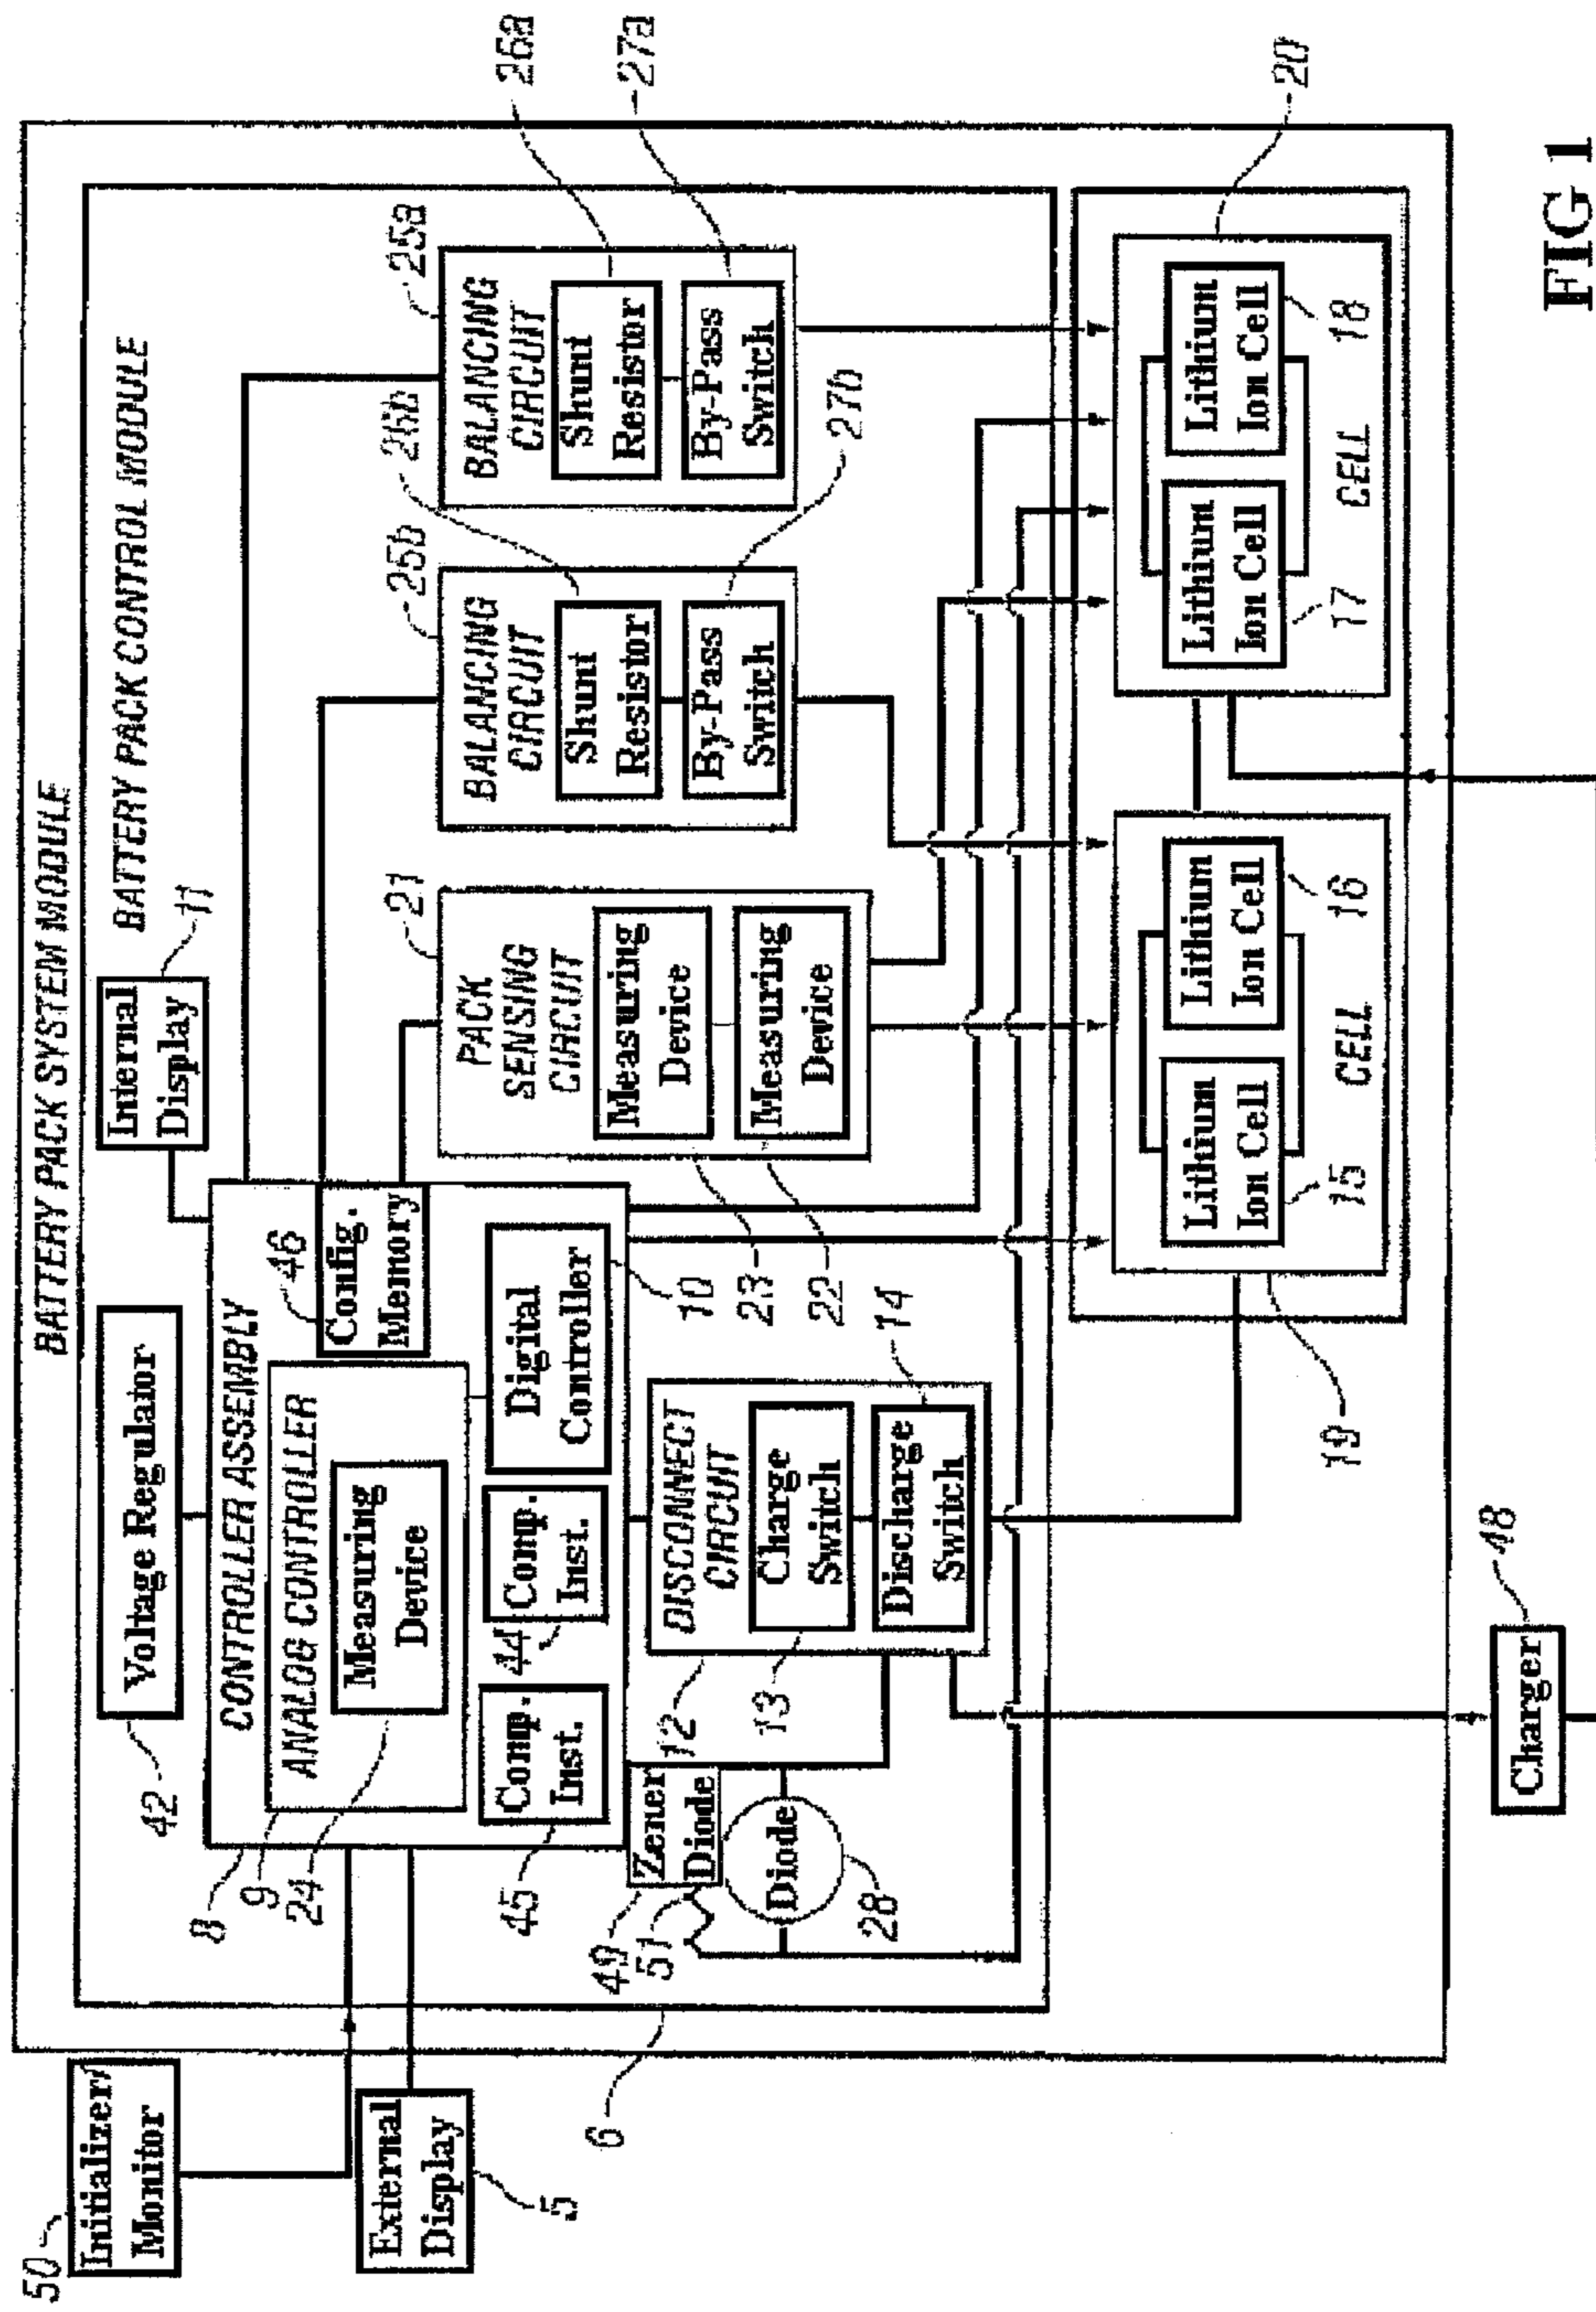 BATTERY PACK SYSTEM MODULE
BATTERY PACK CONTROL MODULE
50
Initializer/
Monitor
External
Display
5
6
42
Voltage Regulator
Internal
Display
11
8
9
24
CONTROLLER ASSEMBLY
ANALOG CONTROLLER
Measuring
Device
46
Config.
Memory
Digital
Controller
10
Comp.
Inst.
45
Comp.
Inst.
44
49
51
Zener
Diode
Diode
28
12
13
DISCONNECT
CIRCUIT
Charge
Switch
Discharge
Switch
14
21
PACK
SENSING
CIRCUIT
Measuring
Device
Measuring
Device
23
22
25b
26b
BALANCING
CIRCUIT
Shunt
Resistor
By-Pass
Switch
27b
25a
26a
BALANCING
CIRCUIT
Shunt
Resistor
By-Pass
Switch
27a
Lithium
Ion Cell
15
Lithium
Ion Cell
16
CELL
19
Lithium
Ion Cell
17
Lithium
Ion Cell
18
CELL
20
Charger
48
FIG 1